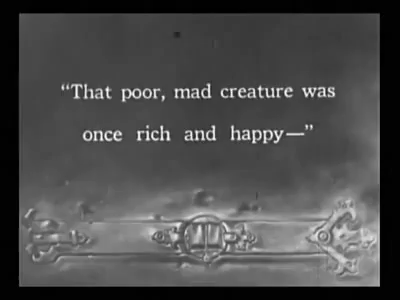 “That poor, mad creature was
once rich and happy—”